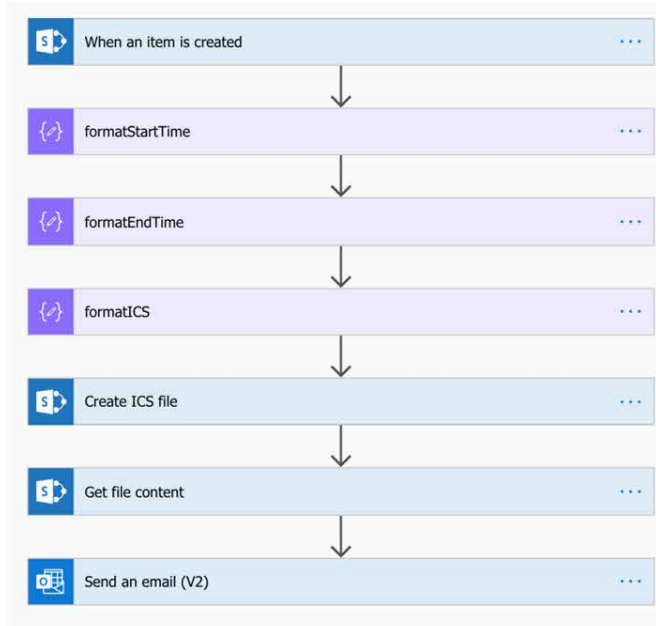 When an item is created
formatStartTime
formatEndTime
formatICS
Create ICS file
Get file content
Send an email (V2)